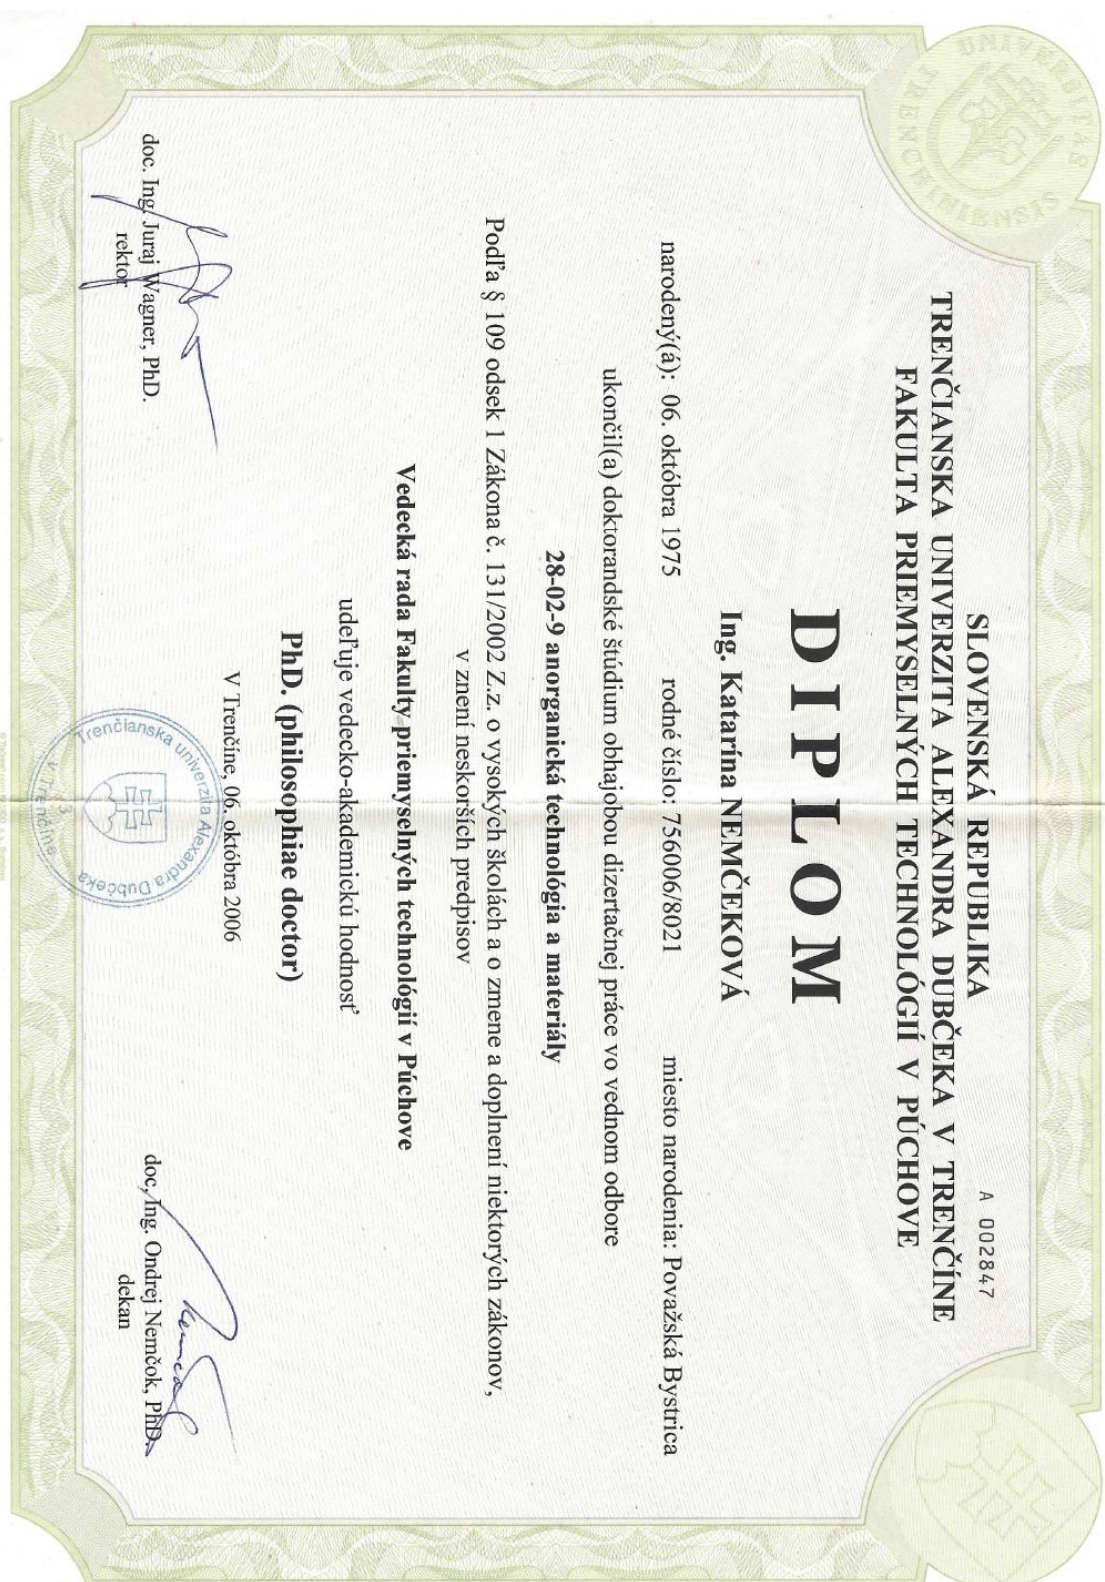 SLOVENSKÁ REPUBLIKA
A 002847
TRENČIANSKA UNIVERZITA ALEXANDRA DUBČEKA V TRENČÍNE
FAKULTA PRIEMYSELNÝCH TECHNOLÓGIÍ V PÚCHOVE
DIPLOM
Ing. Katarína NEMČEKOVÁ
narodený(á): 06. októbra 1975 rodné číslo: 756006/8021 miesto narodenia: Považská Bystrica
ukončil(a) doktorandské štúdium obhajobou dizertačnej práce vo vednom odbore
28-02-9 anorganická technológia a materiály
Podľa § 109 odsek 1 Zákona č. 131/2002 Z.z. o vysokých školách a o zmene a doplnení niektorých zákonov,
v znení neskorších predpisov
Vedecká rada Fakulty priemyselných technológií v Púchove
udeľuje vedecko-akademickú hodnosť
PhD. (philosophiae doctor)
V Trenčíne, 06. októbra 2006
doc. Ing. Juraj Wagner, PhD.
rektor
doc. Ing. Ondrej Nemčok, PhD.
dekan
Trenčianska univerzita Alexandra Dubčeka
v Trenčíne
3
UNIVERSITAS TRENCHINIENSIS